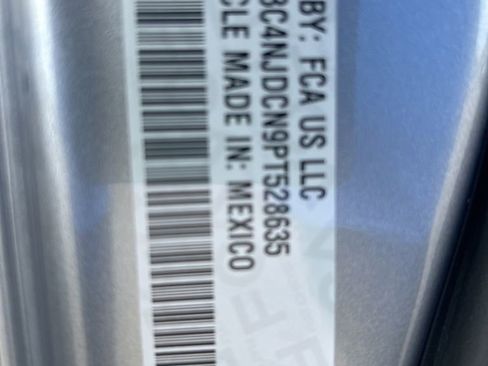 BY: FCA US LLC
3C4NJDCN9PT528635
CLE MADE IN: MEXICO